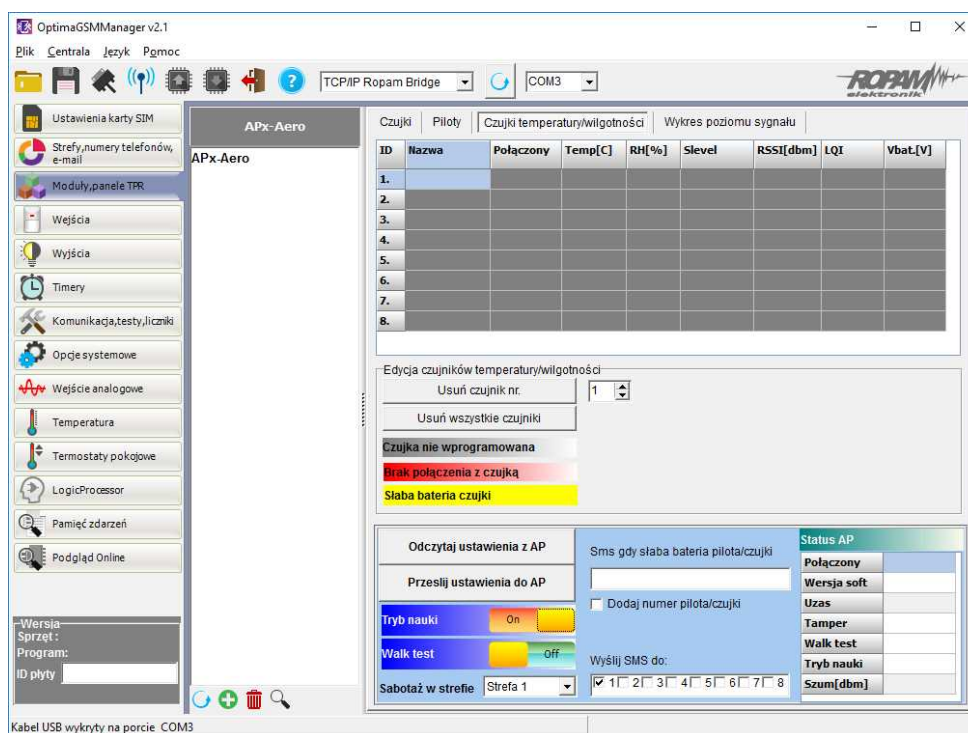 OptimaGSMManager v2.1
Plik Centrala Język Pomoc
TCP/IP Ropam Bridge
COM3
ROPAM
elektronik
Ustawienia karty SIM
Strefy,numery telefonów,
e-mail
Moduły,panele TPR
Wejścia
Wyjścia
Timery
Komunikacja,testy,liczniki
Opcje systemowe
Wejście analogowe
Temperatura
Termostaty pokojowe
LogicProcessor
Pamięć zdarzeń
Podgląd Online
Wersja
Sprzęt :
Program:
ID płyty
APx-Aero
APx-Aero
Czujki Piloty Czujki temperatury/wilgotności Wykres poziomu sygnału
ID Nazwa Połączony Temp[C] RH[%] Slevel RSSI[dbm] LQI Vbat.[V]
1.
2.
3.
4.
5.
6.
7.
8.
Edycja czujników temperatury/wilgotności
Usuń czujnik nr. 1
Usuń wszystkie czujniki
Czujka nie wprogramowana
Brak połączenia z czujką
Słaba bateria czujki
Odczytaj ustawienia z AP
Prześlij ustawienia do AP
Tryb nauki On
Walk test Off
Sabotaż w strefie Strefa 1
Sms gdy słaba bateria pilota/czujki
Dodaj numer pilota/czujki
Wyślij SMS do:
1 2 3 4 5 6 7 8
Status AP
Połączony
Wersja soft
Uzas
Tamper
Walk test
Tryb nauki
Szum[dbm]
Kabel USB wykryty na porcie COM3